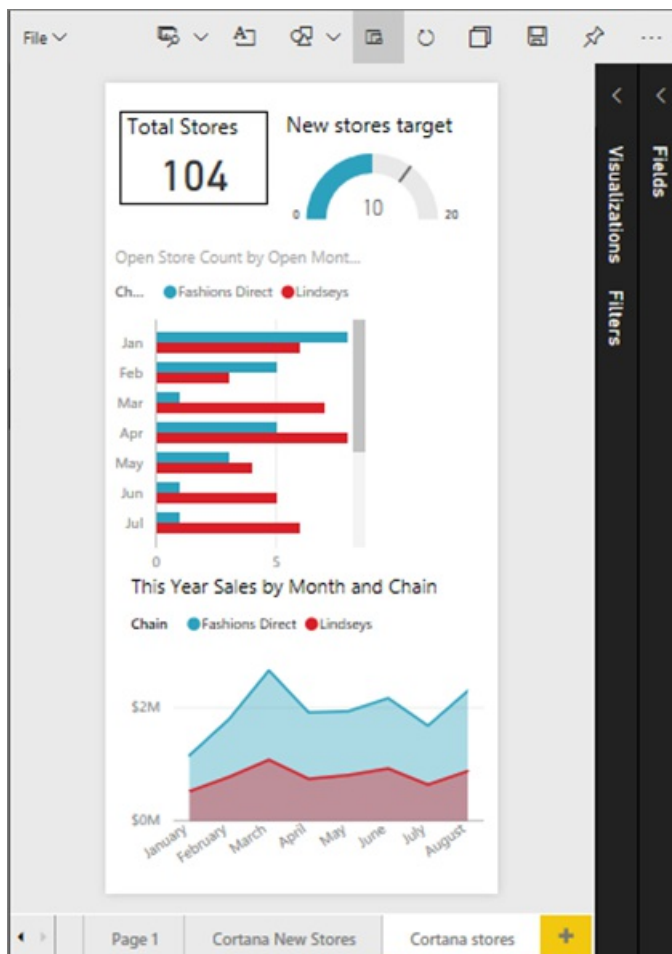 File
Total Stores
104
New stores target
0
10
20
Open Store Count by Open Mont...
Ch... Fashions Direct Lindseys
Jan
Feb
Mar
Apr
May
Jun
Jul
0 5
This Year Sales by Month and Chain
Chain Fashions Direct Lindseys
$2M
$0M
January February March April May June July August
Visualizations
Filters
Fields
Page 1 Cortana New Stores Cortana stores